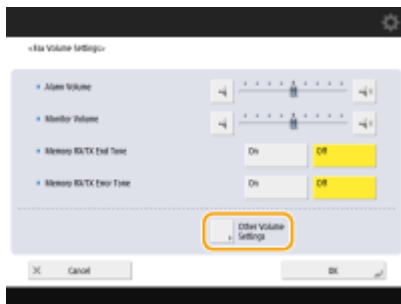 <Fax Volume Settings>
Alarm Volume
Monitor Volume
Memory RX/TX End Tone
On
Off
Memory RX/TX Error Tone
On
Off
Other Volume
Settings
Cancel
OK